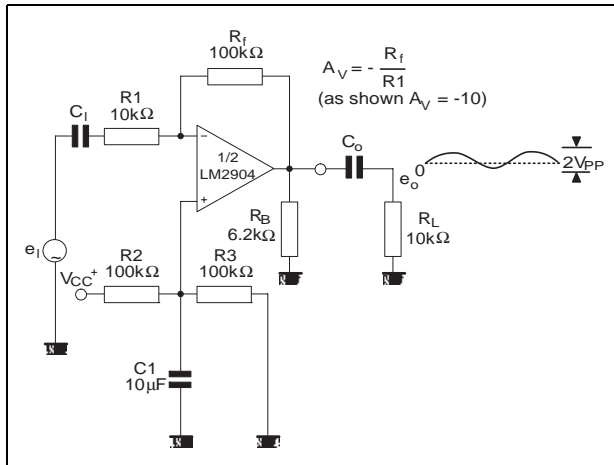 Rf
100kΩ
AV = - Rf
R1
(as shown AV = -10)
R1
10kΩ
CI
−
1/2
LM2904
+
Co
0
2VPP
eo
RB
6.2kΩ
RL
10kΩ
eI
~
R2
100kΩ
R3
100kΩ
VCC+
C1
10µF